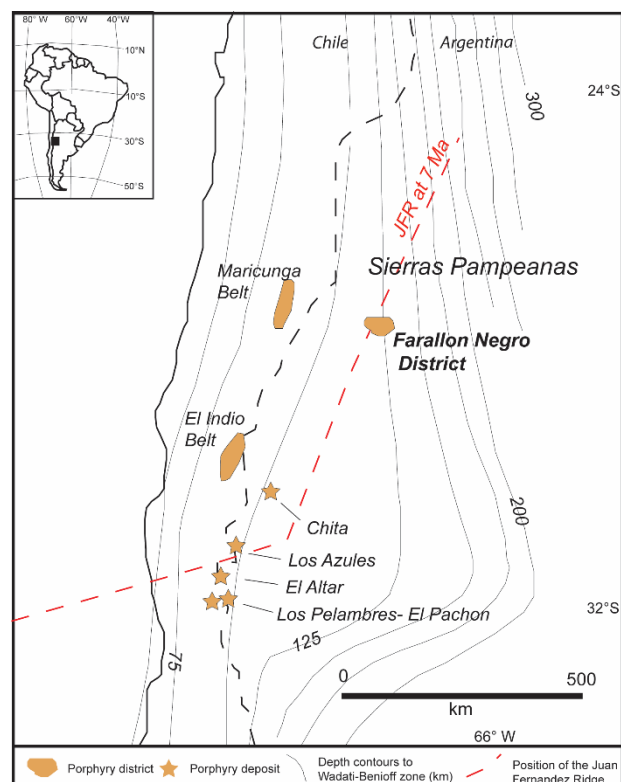 80° W
60°
40°
10°N
10°S
30°S
50°S
Chile
Argentina
24°S
300
JFR at 7 Ma
Sierras Pampeanas
Maricunga
Belt
Farallon Negro
District
El Indio
Belt
Chita
Los Azules
El Altar
Los Pelambres- El Pachon
200
125
75
32°S
0
500
km
66° W
Porphyry district
Porphyry deposit
Depth contours to
Wadati-Benioff zone (km)
Position of the Juan
Fernandez Ridge